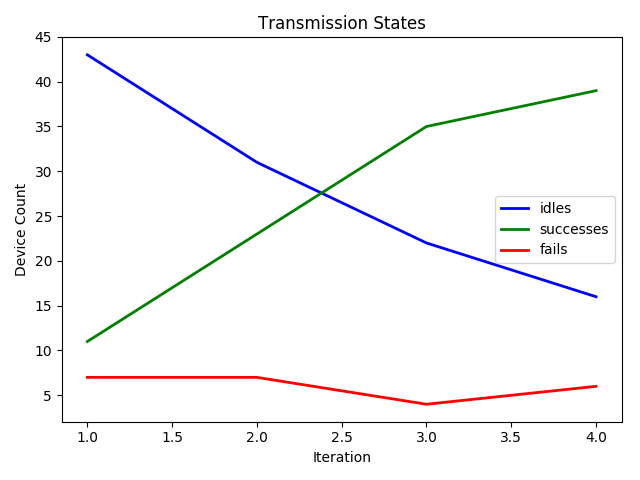 Transmission States
45
40
35
30
25
20
15
10
5
Device Count
idles
successes
fails
1.0 1.5 2.0 2.5 3.0 3.5 4.0
Iteration